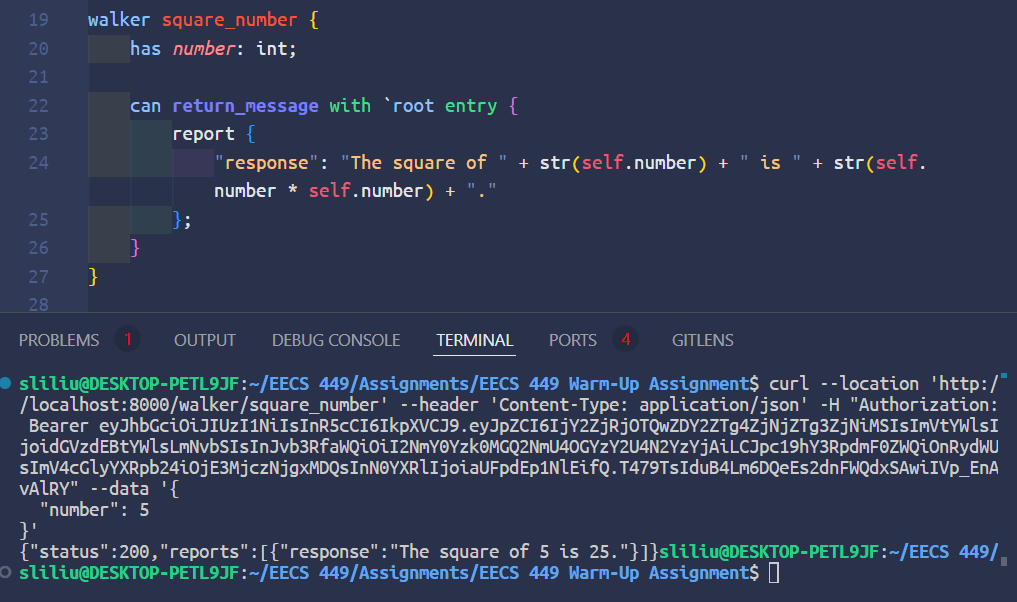 19 walker square_number {
20 has number: int;
21
22 can return_message with `root entry {
23 report {
24 "response": "The square of " + str(self.number) + " is " + str(self.
number * self.number) + "."
25 };
26 }
27 }
28
PROBLEMS 1 OUTPUT DEBUG CONSOLE TERMINAL PORTS 4 GITLENS
sliliu@DESKTOP-PETL9JF:~/EECS 449/Assignments/EECS 449 Warm-Up Assignment$ curl --location 'http:/
/localhost:8000/walker/square_number' --header 'Content-Type: application/json' -H "Authorization:
Bearer eyJhbGciOiJIUzI1NiIsInR5cCI6IkpXVCJ9.eyJpZCI6IjY2ZjRjOTQwZDY2ZTg4ZjNjZTg3ZjNiMSIsImVtYWlsI
joidGVzdEBtYWlsLmNvbSIsInJvb3RfaWQiOiI2NmY0Yzk0MGQ2NmU4OGYzY2U4N2YzYjAiLCJpc19hY3RpdmF0ZWQiOnRydWU
sImV4cGlyYXRpb24iOjE3MjczNjgxMDQsInN0YXRlIjoiaUFpdEp1NlEifQ.T479TsIduB4Lm6DQeEs2dnFWQdxSAwiIVp_EnA
vAlRY" --data '{
"number": 5
}'
{"status":200,"reports":[{"response":"The square of 5 is 25."}]}sliliu@DESKTOP-PETL9JF:~/EECS 449/
sliliu@DESKTOP-PETL9JF:~/EECS 449/Assignments/EECS 449 Warm-Up Assignment$